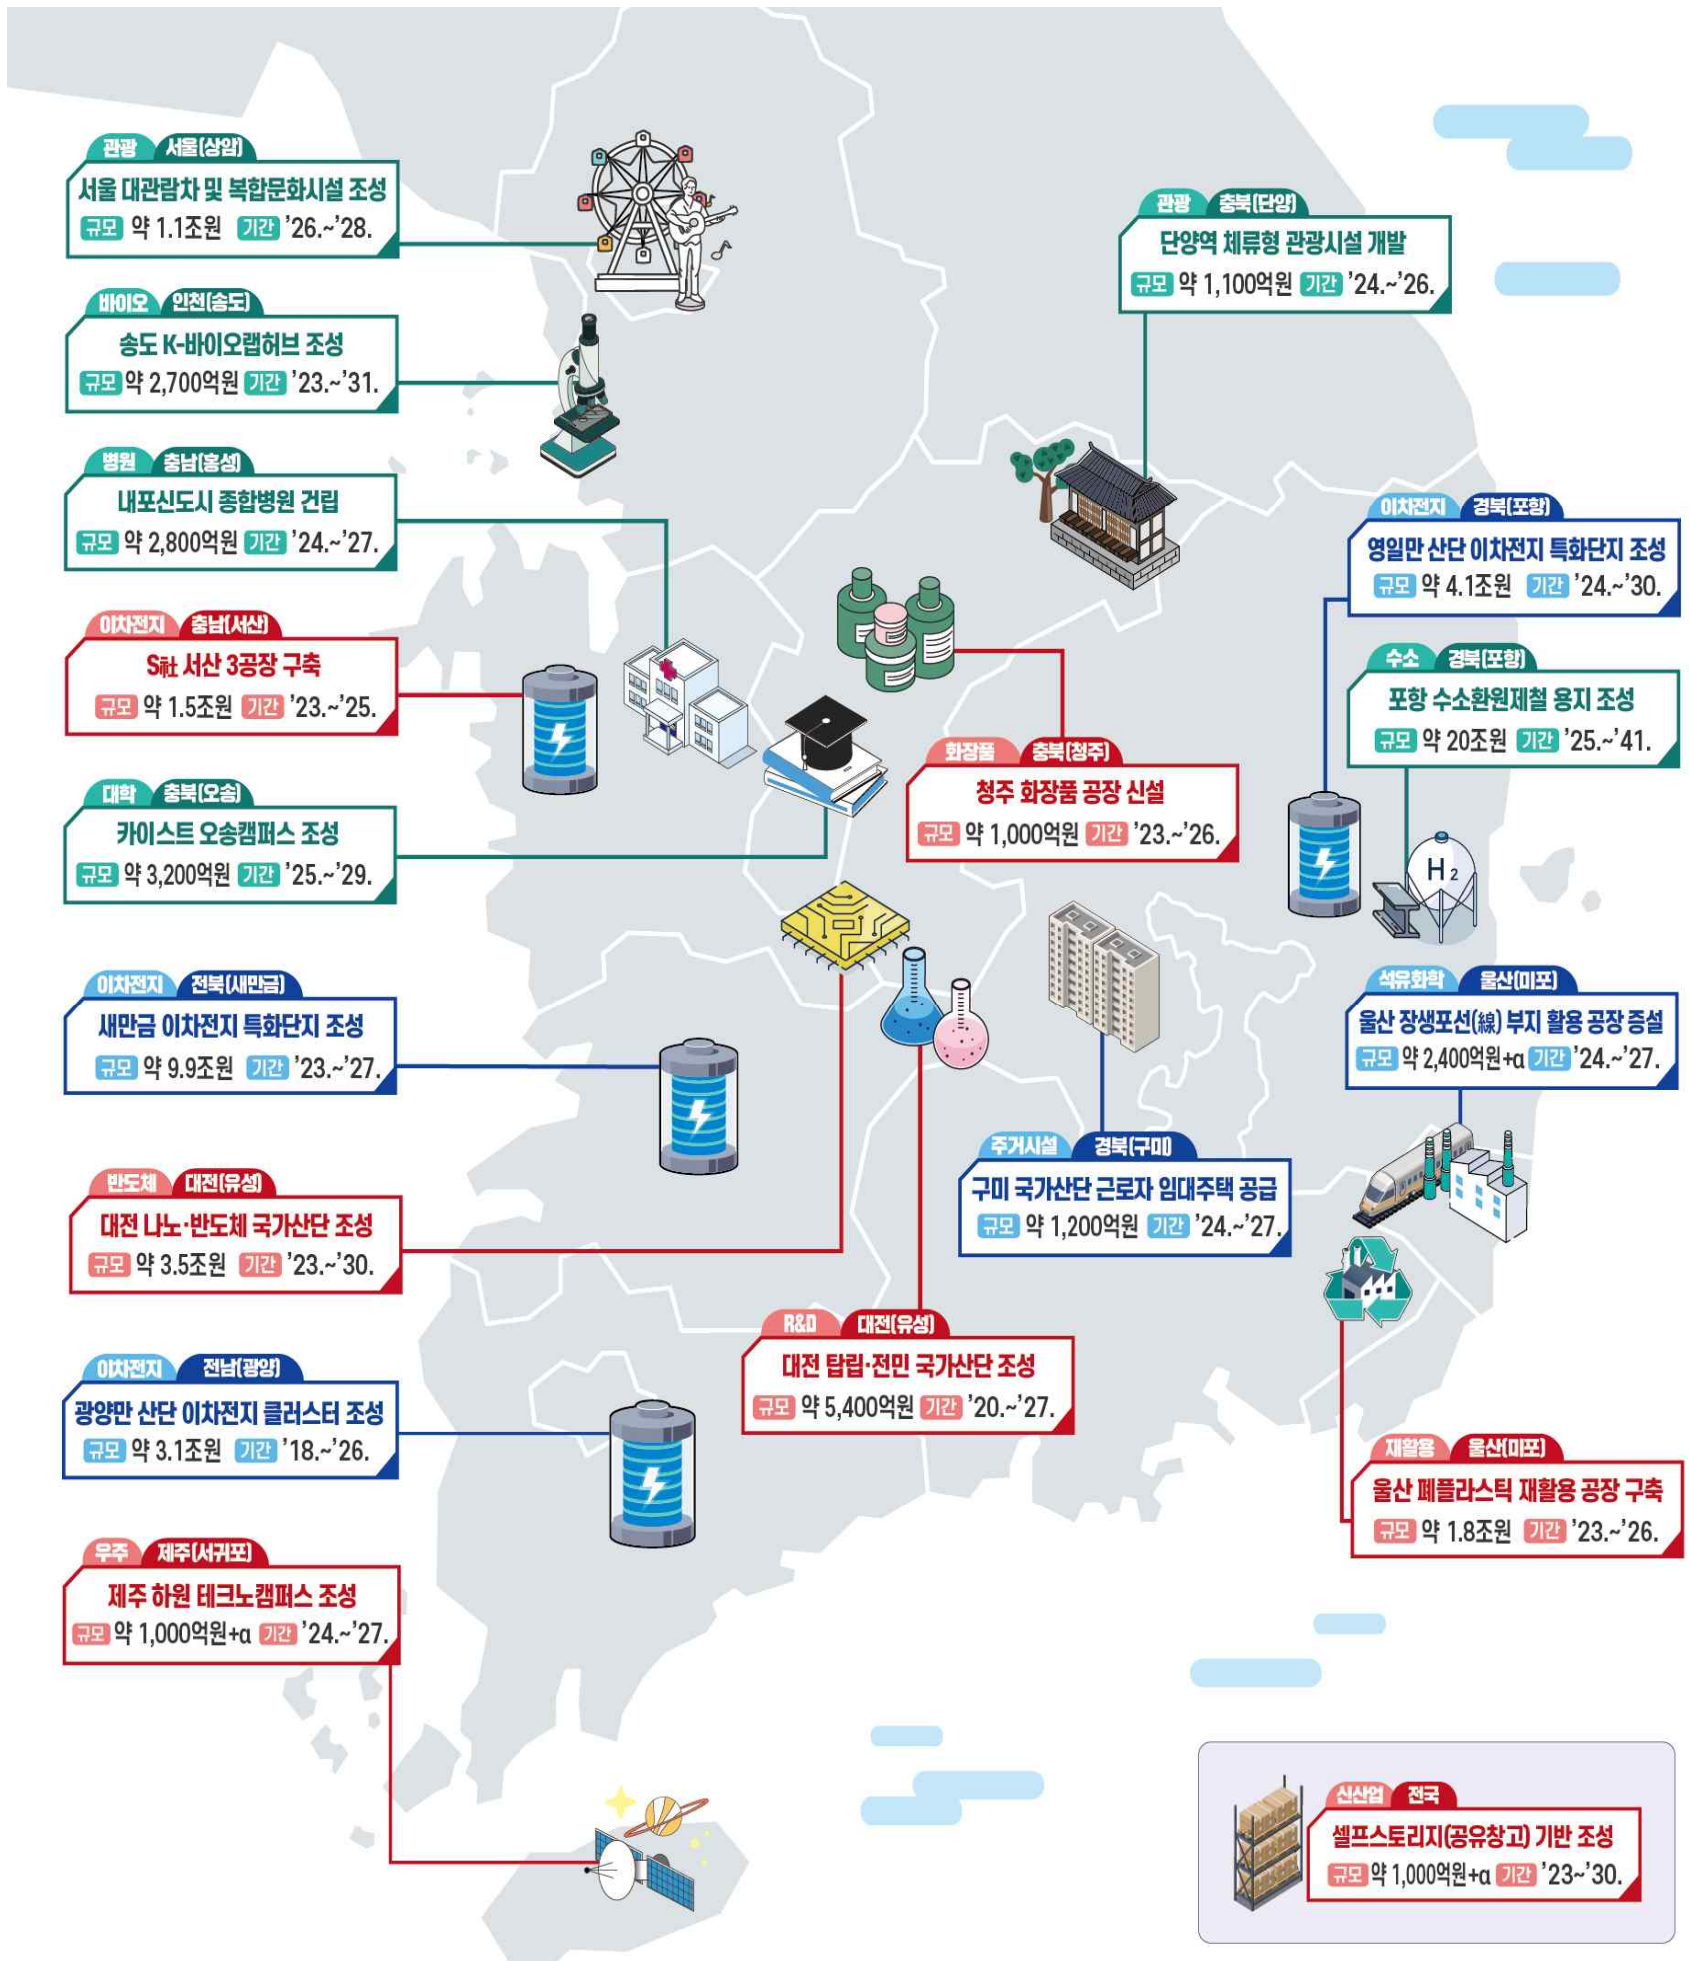 관광 서울(상암)
서울 대관람차 및 복합문화시설 조성
규모 약 1.1조원 기간 ’26.~’28.
바이오 인천(송도)
송도 K-바이오랩허브 조성
규모 약 2,700억원 기간 ’23.~’31.
병원 충남(홍성)
내포신도시 종합병원 건립
규모 약 2,800억원 기간 ’24.~’27.
이차전지 충남(서산)
S社 서산 3공장 구축
규모 약 1.5조원 기간 ’23.~’25.
대학 충북(오송)
카이스트 오송캠퍼스 조성
규모 약 3,200억원 기간 ’25.~’29.
이차전지 전북(새만금)
새만금 이차전지 특화단지 조성
규모 약 9.9조원 기간 ’23.~’27.
반도체 대전(유성)
대전 나노·반도체 국가산단 조성
규모 약 3.5조원 기간 ’23.~’30.
이차전지 전남(광양)
광양만 산단 이차전지 클러스터 조성
규모 약 3.1조원 기간 ’18.~’26.
우주 제주(서귀포)
제주 하원 테크노캠퍼스 조성
규모 약 1,000억원+α 기간 ’24.~’27.
관광 충북(단양)
단양역 체류형 관광시설 개발
규모 약 1,100억원 기간 ’24.~’26.
화장품 충북(청주)
청주 화장품 공장 신설
규모 약 1,000억원 기간 ’23.~’26.
주거시설 경북(구미)
구미 국가산단 근로자 임대주택 공급
규모 약 1,200억원 기간 ’24.~’27.
R&D 대전(유성)
대전 탑립·전민 국가산단 조성
규모 약 5,400억원 기간 ’20.~’27.
이차전지 경북(포항)
영일만 산단 이차전지 특화단지 조성
규모 약 4.1조원 기간 ’24.~’30.
수소 경북(포항)
포항 수소환원제철 용지 조성
규모 약 20조원 기간 ’25.~’41.
H2
석유화학 울산(미포)
울산 장생포선(線) 부지 활용 공장 증설
규모 약 2,400억원+α 기간 ’24.~’27.
재활용 울산(미포)
울산 폐플라스틱 재활용 공장 구축
규모 약 1.8조원 기간 ’23.~’26.
신산업 전국
셀프스토리지(공유창고) 기반 조성
규모 약 1,000억원+α 기간 ’23~’30.